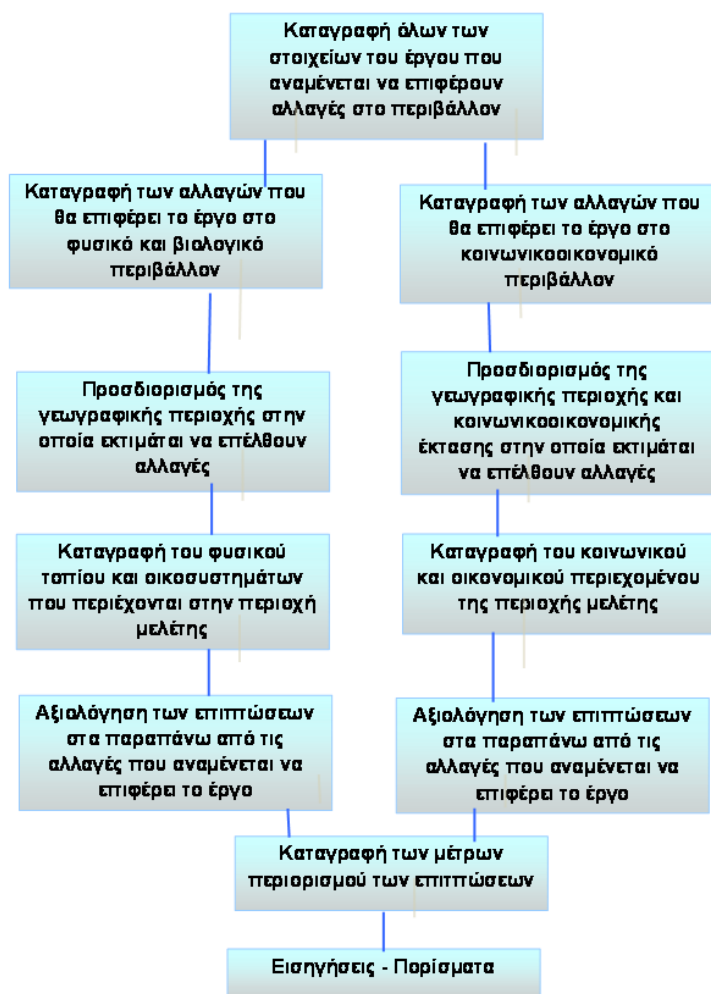 Καταγραφή όλων των
στοιχείων του έργου που
αναμένεται να επιφέρουν
αλλαγές στο περιβάλλον
Καταγραφή των αλλαγών που
θα επιφέρει το έργο στο
φυσικό και βιολογικό
περιβάλλον
Καταγραφή των αλλαγών που
θα επιφέρει το έργο στο
κοινωνικοοικονομικό
περιβάλλον
Προσδιορισμός της
γεωγραφικής περιοχής στην
οποία εκτιμάται να επέλθουν
αλλαγές
Προσδιορισμός της
γεωγραφικής περιοχής και
κοινωνικοοικονομικής
έκτασης στην οποία εκτιμάται
να επέλθουν αλλαγές
Καταγραφή του φυσικού
τοπίου και οικοσυστημάτων
που περιέχονται στην περιοχή
μελέτης
Καταγραφή του κοινωνικού
και οικονομικού περιεχομένου
της περιοχής μελέτης
Αξιολόγηση των επιπτώσεων
στα παραπάνω από τις
αλλαγές που αναμένεται να
επιφέρει το έργο
Αξιολόγηση των επιπτώσεων
στα παραπάνω από τις
αλλαγές που αναμένεται να
επιφέρει το έργο
Καταγραφή των μέτρων
περιορισμού των επιπτώσεων
Εισηγήσεις - Πορίσματα